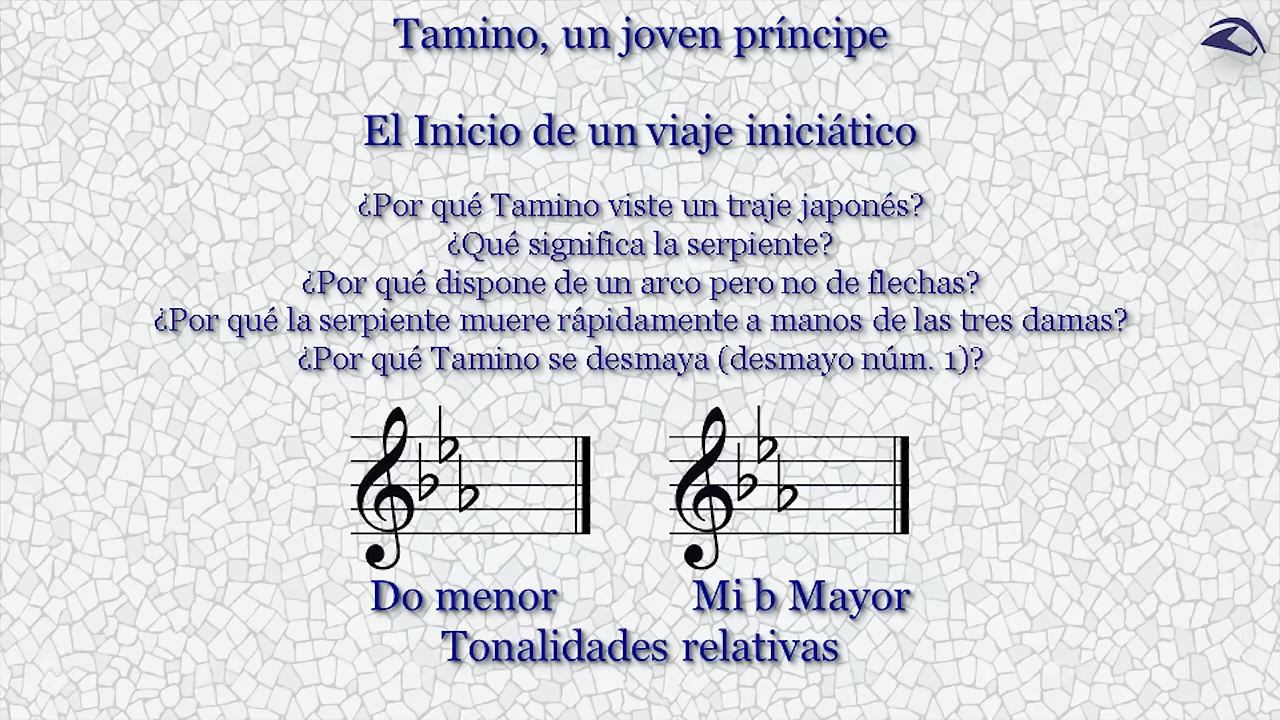 Tamino, un joven príncipe
El Inicio de un viaje iniciático
¿Por qué Tamino viste un traje japonés?
¿Qué significa la serpiente?
¿Por qué dispone de un arco pero no de flechas?
¿Por qué la serpiente muere rápidamente a manos de las tres damas?
¿Por qué Tamino se desmaya (desmayo núm. 1)?
Do menor
Mi b Mayor
Tonalidades relativas